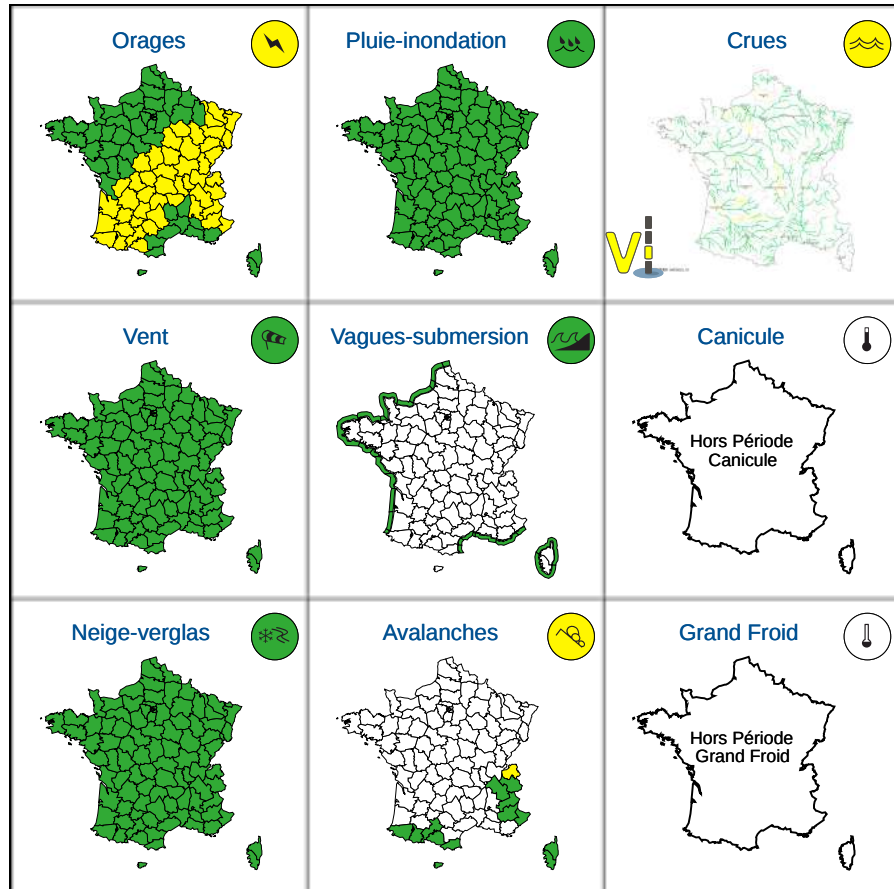 Orages
Pluie-inondation
Crues
Vi
Vent
Vagues-submersion
Canicule
Hors Période
Canicule
Neige-verglas
Avalanches
Grand Froid
Hors Période
Grand Froid